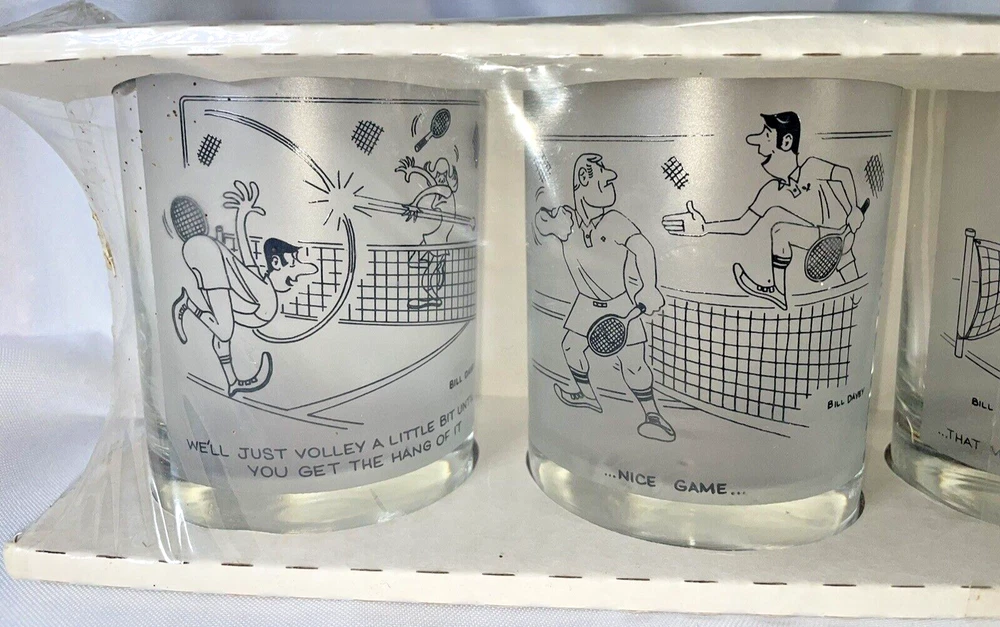 BILL
WE'LL JUST VOLLEY A LITTLE BIT UNTIL
YOU GET THE HANG OF IT
BILL DAVEY
...NICE GAME...
BILL
...THAT